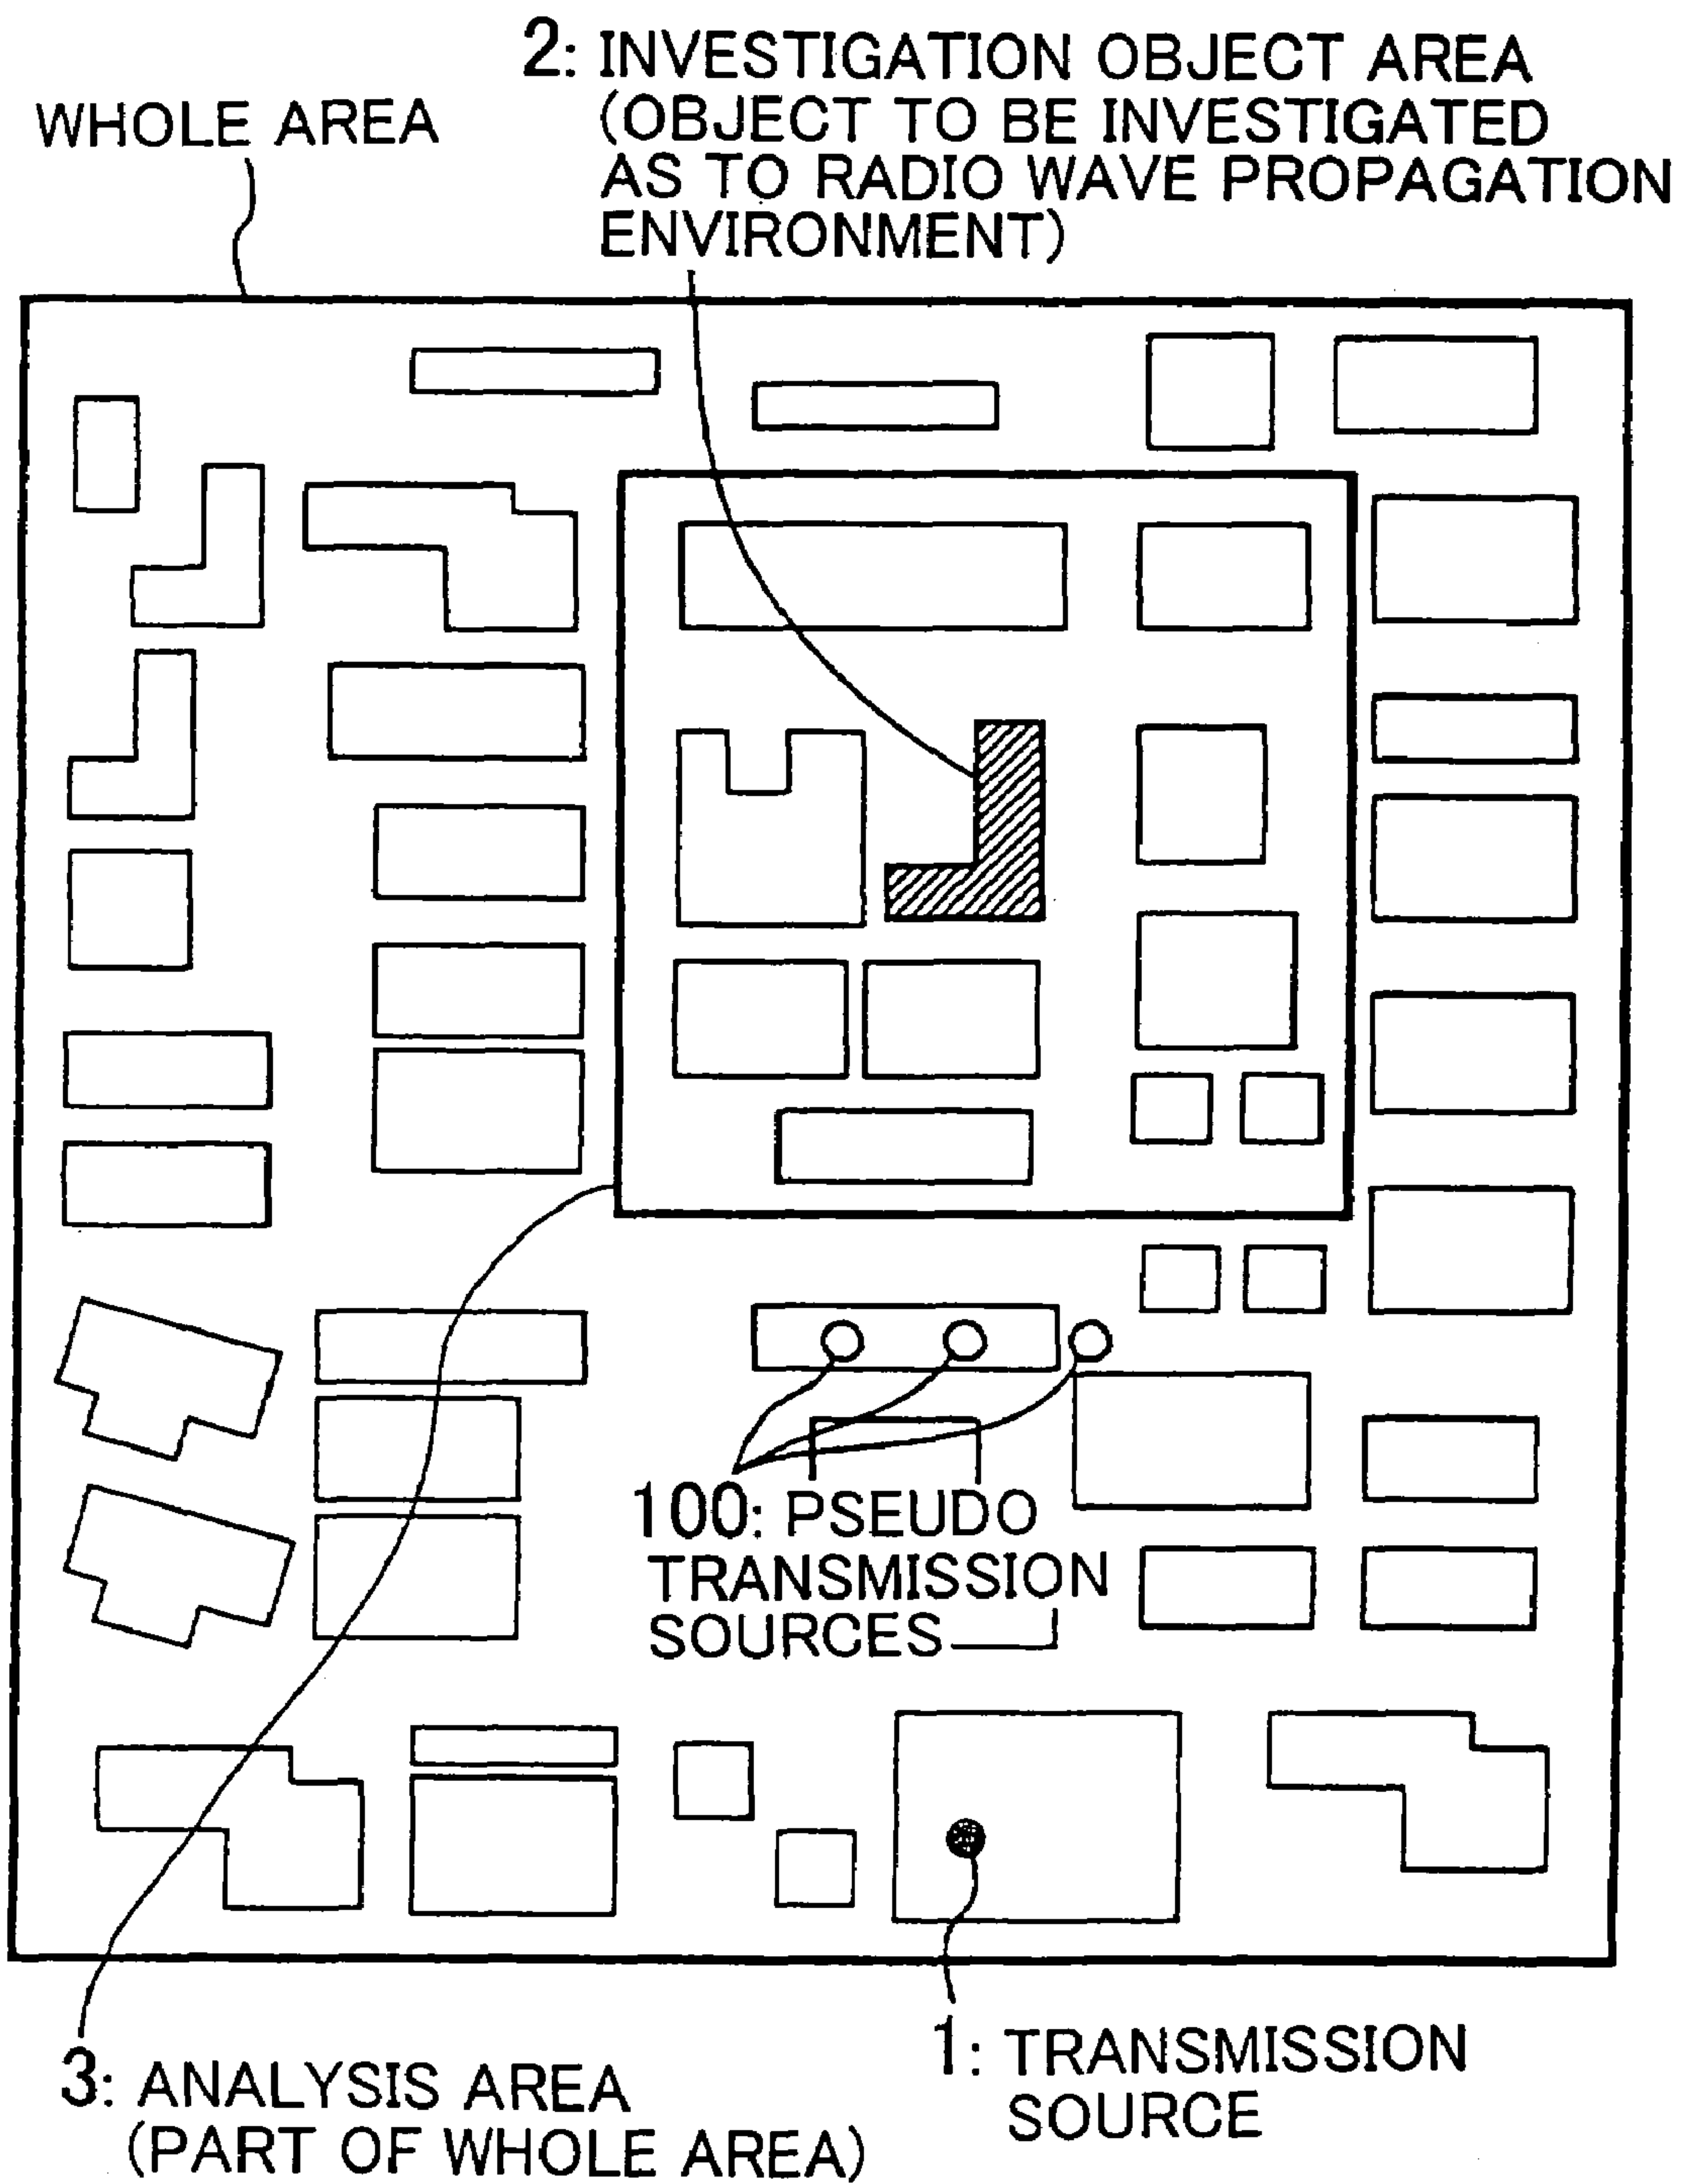 2: INVESTIGATION OBJECT AREA
(OBJECT TO BE INVESTIGATED
AS TO RADIO WAVE PROPAGATION
ENVIRONMENT)
WHOLE AREA
100: PSEUDO
TRANSMISSION
SOURCES
1: TRANSMISSION
SOURCE
3: ANALYSIS AREA
(PART OF WHOLE AREA)